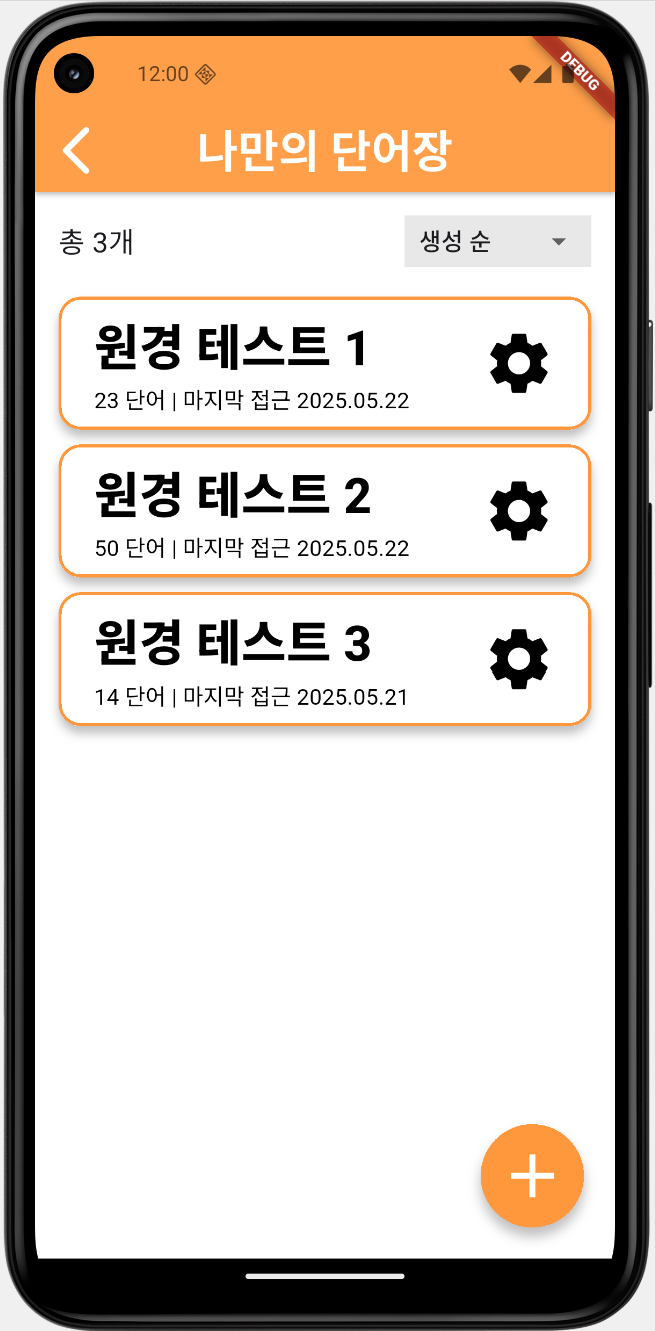 12:00
DEBUG
나만의 단어장
총 3개
생성 순
원경 테스트 1
23 단어 | 마지막 접근 2025.05.22
원경 테스트 2
50 단어 | 마지막 접근 2025.05.22
원경 테스트 3
14 단어 | 마지막 접근 2025.05.21